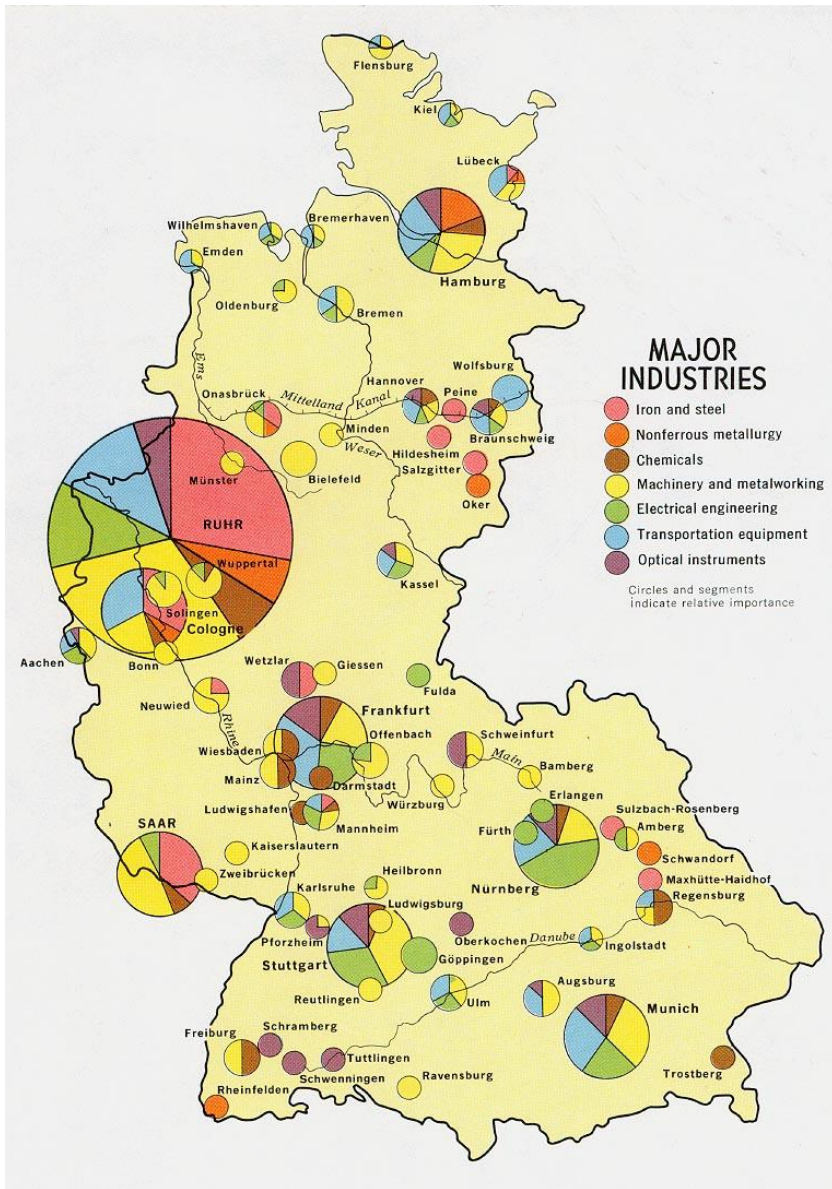 Flensburg
Kiel
Lübeck
Wilhelmshaven
Bremerhaven
Emden
Hamburg
Oldenburg
Bremen
Ems
MAJOR
INDUSTRIES
Iron and steel
Nonferrous metallurgy
Chemicals
Machinery and metalworking
Electrical engineering
Transportation equipment
Optical instruments
Circles and segments
indicate relative importance
Wolfsburg
Hannover
Peine
Onasbrück
Mittelland
Kanal
Minden
Braunschweig
Weser
Hildesheim
Salzgitter
Münster
Bielefeld
Oker
RUHR
Wuppertal
Kassel
Solingen
Cologne
Aachen
Bonn
Wetzlar
Giessen
Fulda
Neuwied
Rhine
Frankfurt
Offenbach
Schweinfurt
Wiesbaden
Main
Bamberg
Mainz
Darmstadt
Würzburg
Erlangen
Ludwigshafen
Sulzbach-Rosenberg
SAAR
Mannheim
Fürth
Amberg
Kaiserslautern
Schwandorf
Heilbronn
Zweibrücken
Maxhütte-Haidhof
Karlsruhe
Nürnberg
Regensburg
Ludwigsburg
Pforzheim
Oberkochen
Danube
Ingolstadt
Stuttgart
Göppingen
Reutlingen
Ulm
Augsburg
Munich
Freiburg
Schramberg
Tuttlingen
Trostberg
Schwenningen
Ravensburg
Rheinfelden